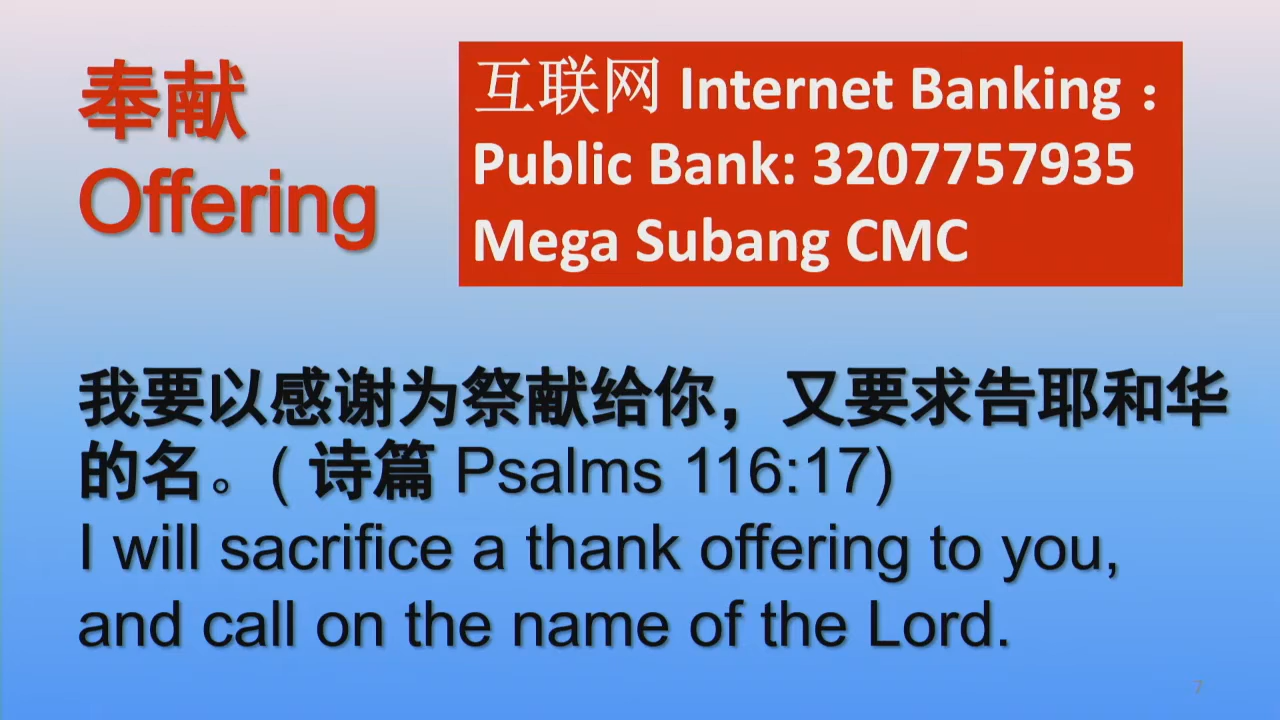 奉献
Offering
互联网 Internet Banking：
Public Bank: 3207757935
Mega Subang CMC
我要以感谢为祭献给你，又要求告耶和华
的名。( 诗篇 Psalms 116:17)
I will sacrifice a thank offering to you,
and call on the name of the Lord.
7